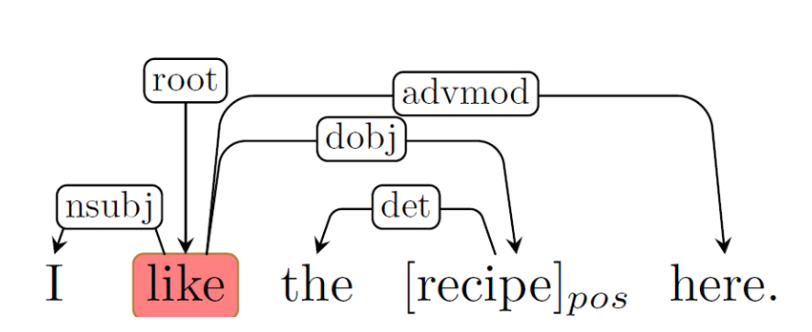 root
advmod
dobj
nsubj
det
I like the [recipe]pos here.